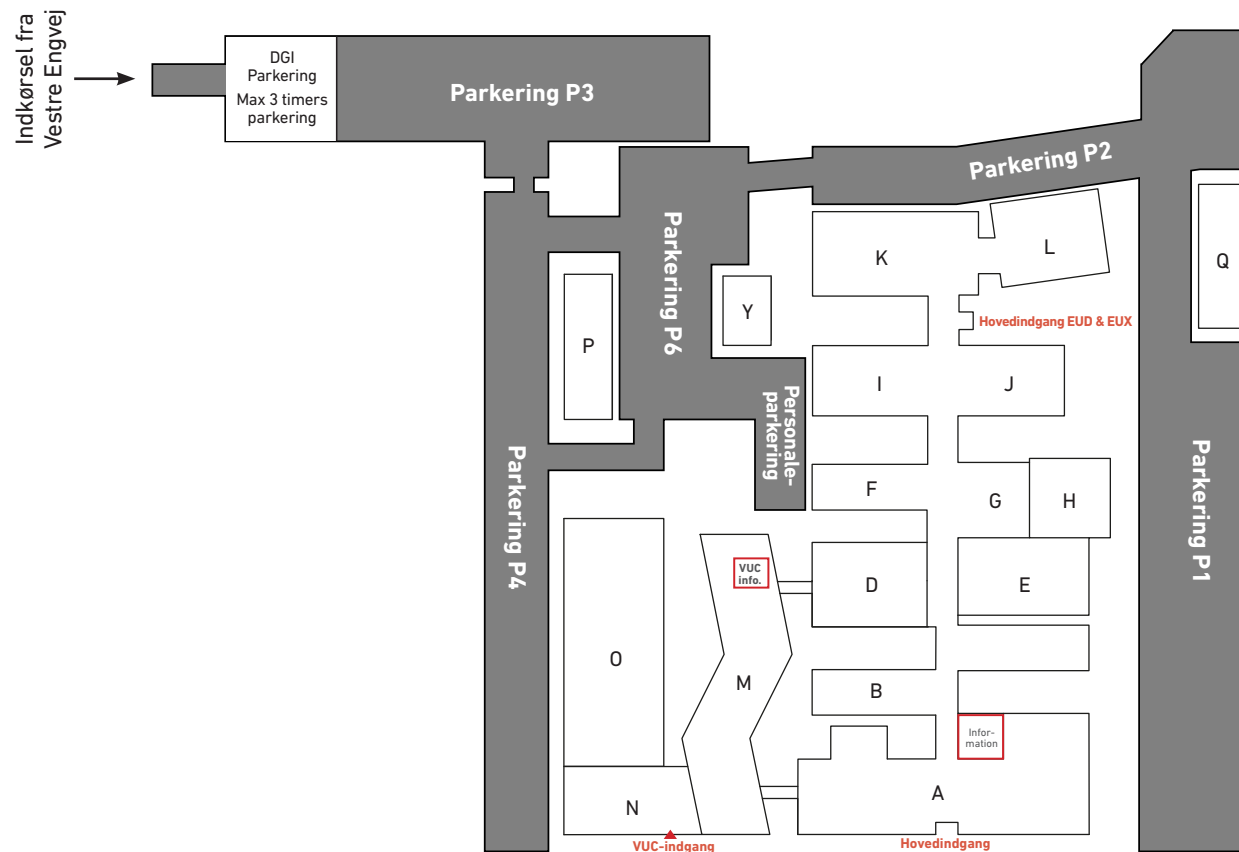 Indkørsel fra
Vestre Engvej
DGI
Parkering
Max 3 timers
parkering
Parkering P3
Parkering P2
Parkering P6
K
L
Q
Y
Hovedindgang EUD & EUX
P
I
J
Personale-
parkering
Parkering P4
Parkering P1
F
G
H
VUC
info.
D
E
O
M
B
Infor-
mation
N
A
VUC-indgang
Hovedindgang